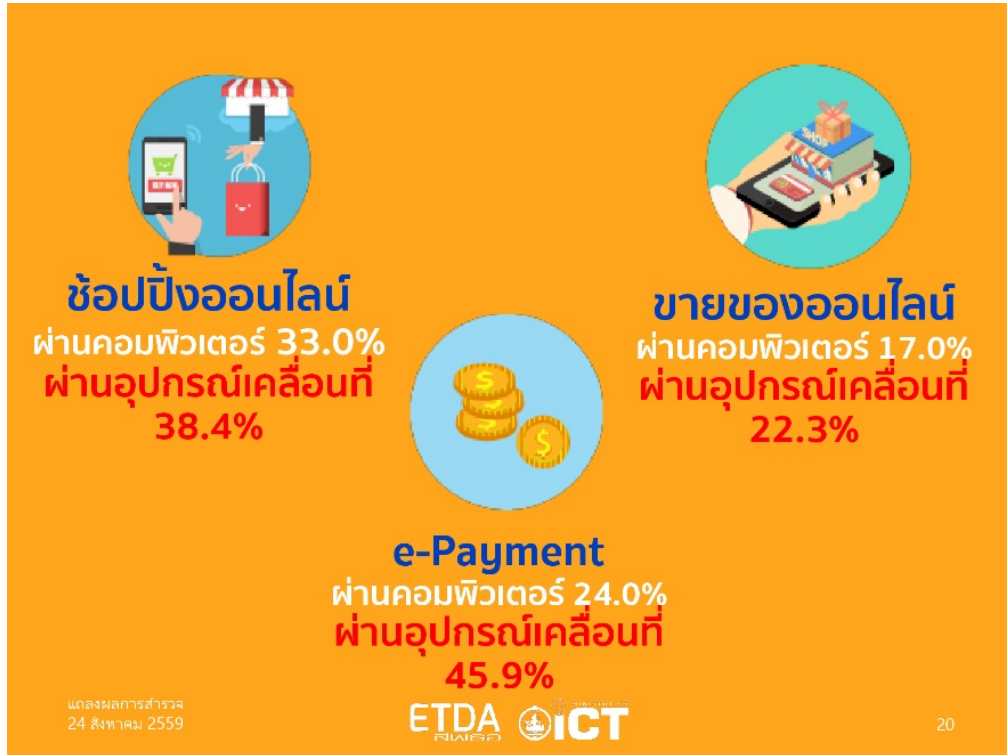 BUY NOW
SHOP
ช้อปปิ้งออนไลน์
ผ่านคอมพิวเตอร์ 33.0%
ผ่านอุปกรณ์เคลื่อนที่
38.4%
ขายของออนไลน์
ผ่านคอมพิวเตอร์ 17.0%
ผ่านอุปกรณ์เคลื่อนที่
22.3%
e-Payment
ผ่านคอมพิวเตอร์ 24.0%
ผ่านอุปกรณ์เคลื่อนที่
45.9%
แถลงผลการสำรวจ
24 สิงหาคม 2559
ETDA
สพธอ
iCT
20